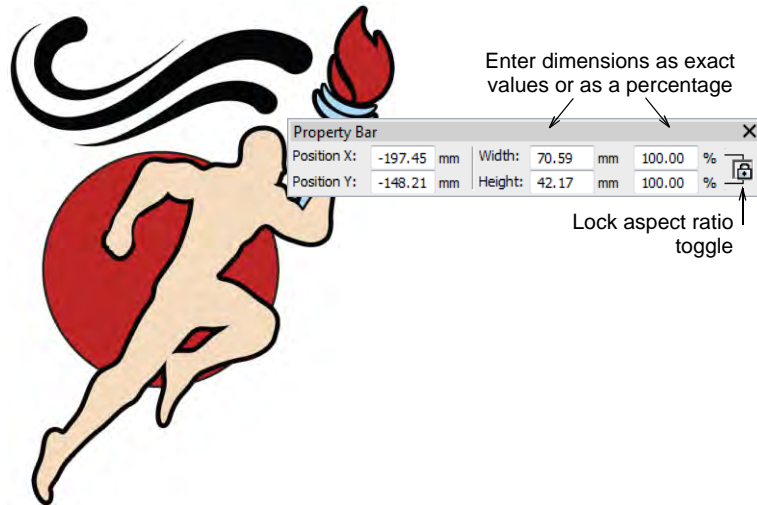 Enter dimensions as exact
values or as a percentage
Property Bar
Position X: -197.45 mm Width: 70.59 mm 100.00 %
Position Y: -148.21 mm Height: 42.17 mm 100.00 %
Lock aspect ratio
toggle